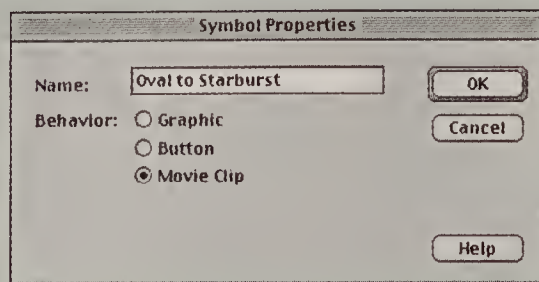 Symbol Properties
Name: Oval to Starburst
OK
Behavior: Graphic
Cancel
Button
Movie Clip
Help